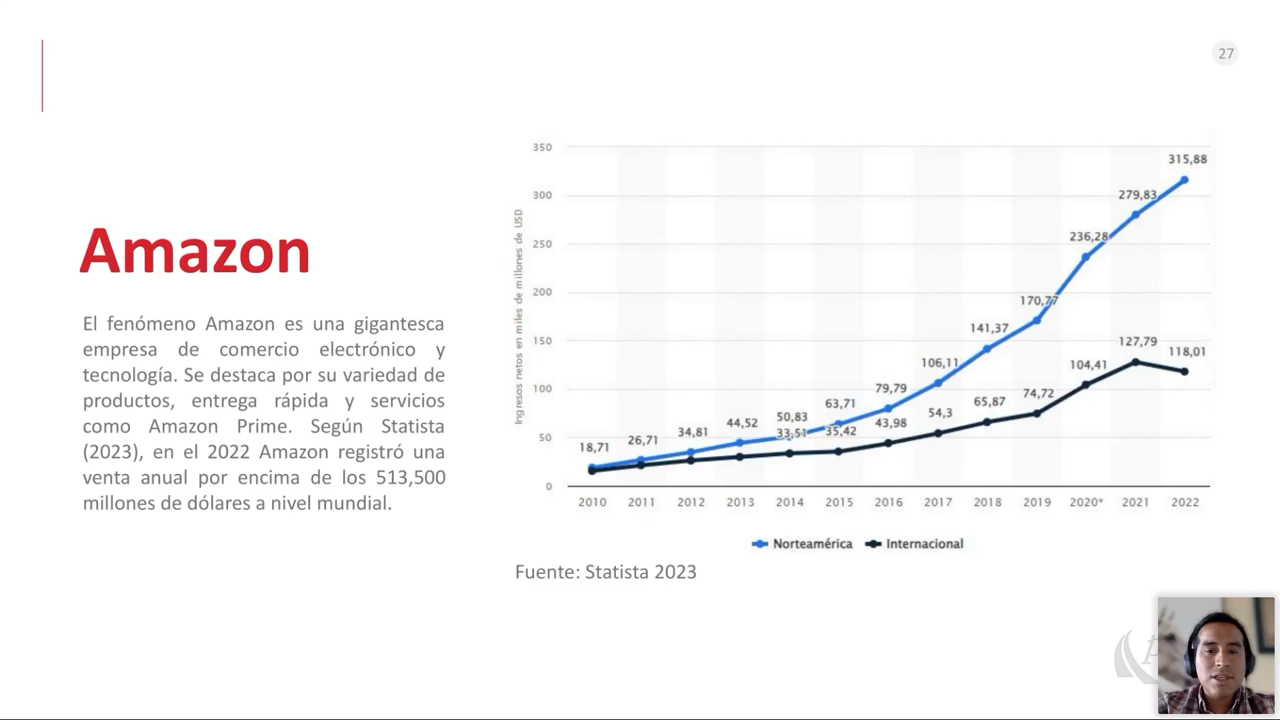 27
Amazon
El fenómeno Amazon es una gigantesca
empresa de comercio electrónico y
tecnología. Se destaca por su variedad de
productos, entrega rápida y servicios
como Amazon Prime. Según Statista
(2023), en el 2022 Amazon registró una
venta anual por encima de los 513,500
millones de dólares a nivel mundial.
Ingresos netos en miles de millones de USD
350
300
250
200
150
100
50
0
18,71
26,71
34,81
44,52
50,83
63,71
79,79
106,11
141,37
170,77
236,28
279,83
315,88
33,51
35,42
43,98
54,3
65,87
74,72
104,41
127,79
118,01
2010 2011 2012 2013 2014 2015 2016 2017 2018 2019 2020* 2021 2022
Norteamérica Internacional
Fuente: Statista 2023